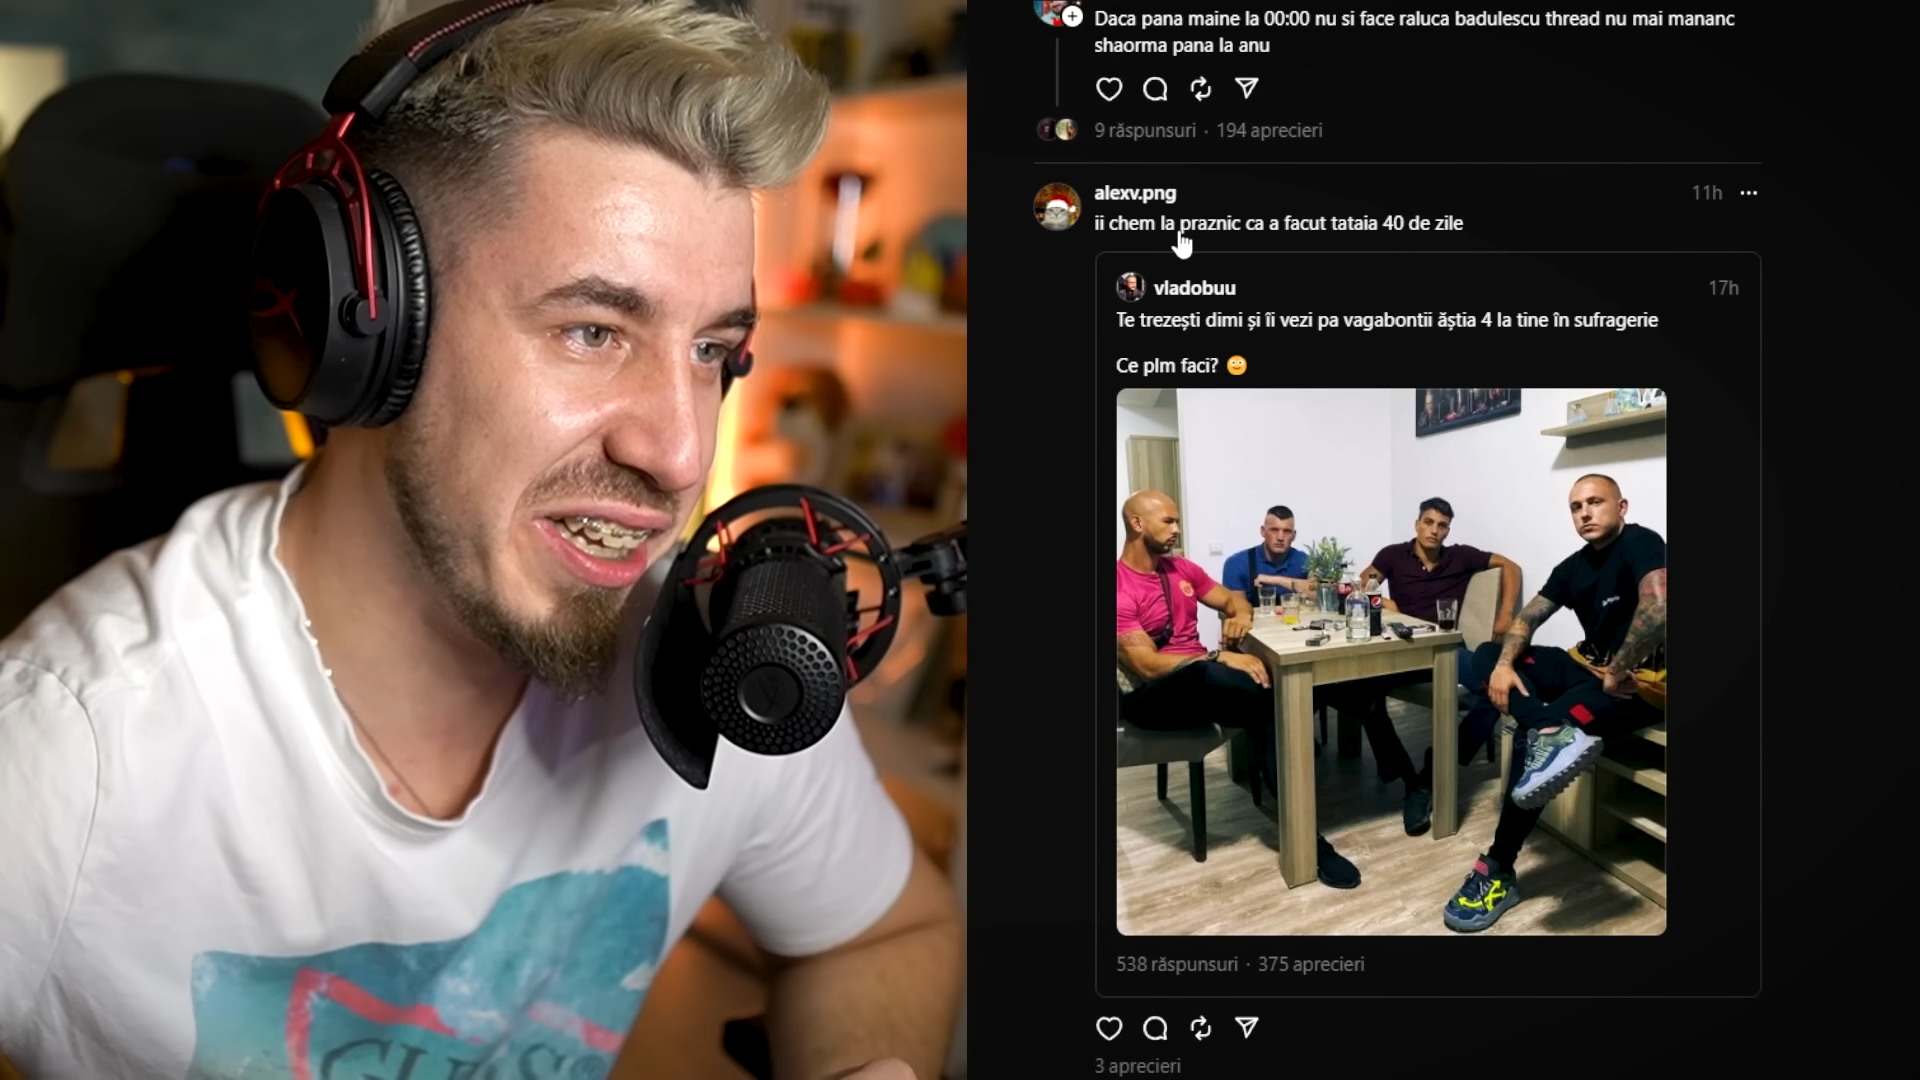 Daca pana maine la 00:00 nu si face raluca badulescu thread nu mai mananc
shaorma pana la anu
9 răspunsuri · 194 aprecieri
alexv.png
11h
ii chem la praznic ca a facut tataia 40 de zile
vladobuu
17h
Te trezești dimi și îi vezi pa vagabontii ăștia 4 la tine în sufragerie
Ce plm faci? 🙂
538 răspunsuri · 375 aprecieri
3 aprecieri